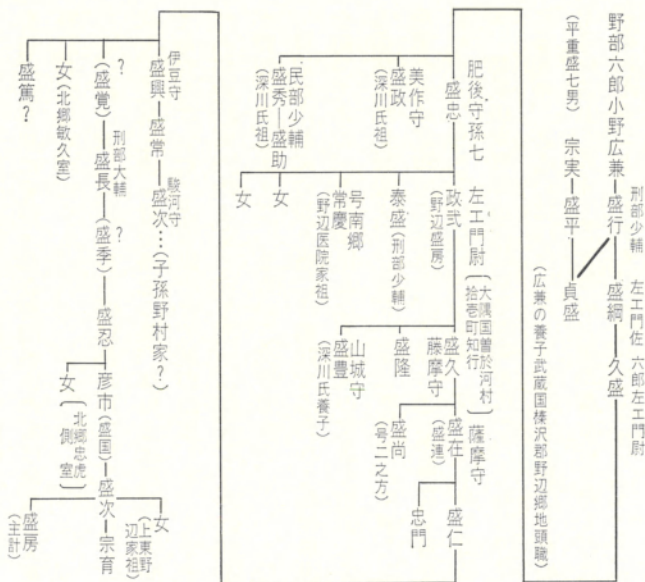 野部六郎小野広兼―盛行―盛綱―久盛
刑部少輔 左エ門佐 六郎左エ門尉
(平重盛七男) 宗実―盛平―貞盛
(広兼の養子武蔵国榛沢郡野辺郷地頭職)
肥後守孫七 左エ門尉〔大隅国曽於河村拾壱町知行〕薩摩守
盛忠―政弐―盛久―盛在―盛仁
(野辺盛房)
藤摩守
(盛連)
忠門
盛尚
(号二之方)
盛隆
山城守
盛豊
(深川氏養子)
泰盛(刑部少輔)
号南郷
常慶
(野辺医院家祖)
女
女
美作守
盛政
(深川氏祖)
民部少輔
盛秀―盛助
(深川氏祖)
伊豆守 駿河守
盛興―盛常―盛次…(子孫野村家?)
? 刑部大輔 ?
(盛覚)―盛長―(盛季)―盛忍―彦市(盛国)―盛次―宗育
女〔北郷忠虎側室〕
女
(上東野辺家祖)
盛房
(主計)
女(北郷敏久室)
盛篤?